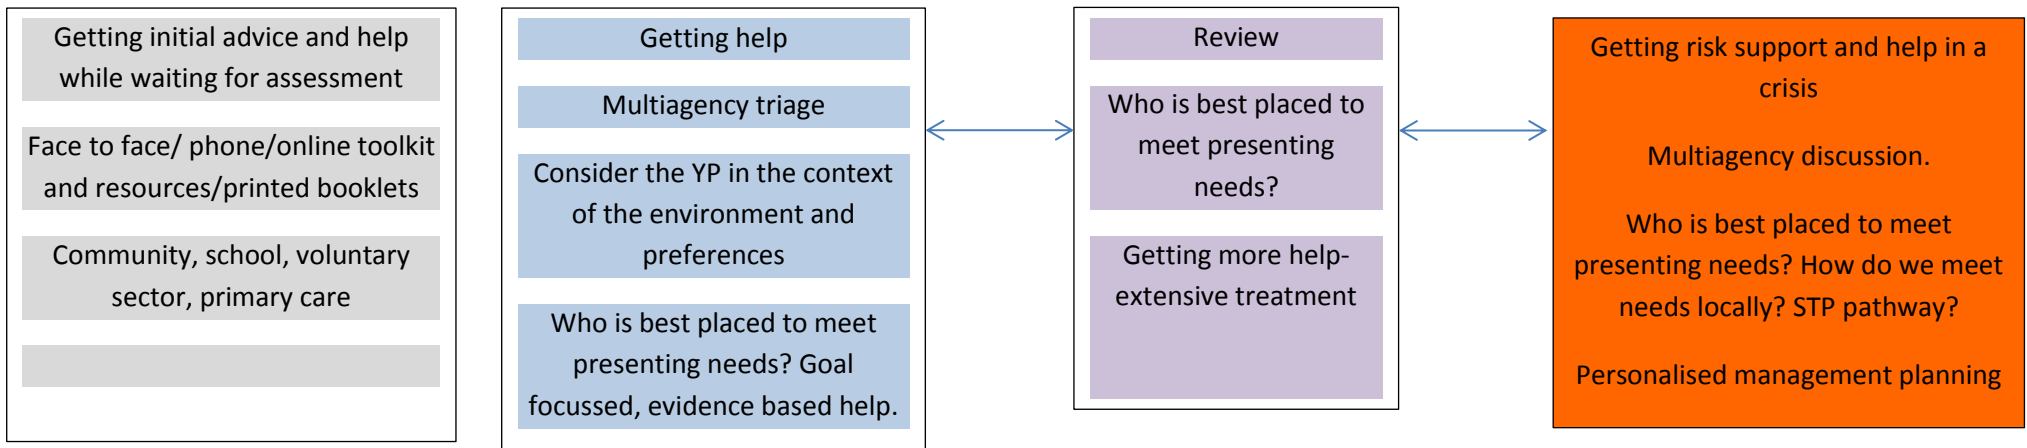 Getting initial advice and help
while waiting for assessment
Face to face/ phone/online toolkit
and resources/printed booklets
Community, school, voluntary
sector, primary care
Getting help
Multiagency triage
Consider the YP in the context
of the environment and
preferences
Who is best placed to meet
presenting needs? Goal
focussed, evidence based help.
Review
Who is best placed to
meet presenting
needs?
Getting more help-
extensive treatment
Getting risk support and help in a
crisis
Multiagency discussion.
Who is best placed to meet
presenting needs? How do we meet
needs locally? STP pathway?
Personalised management planning